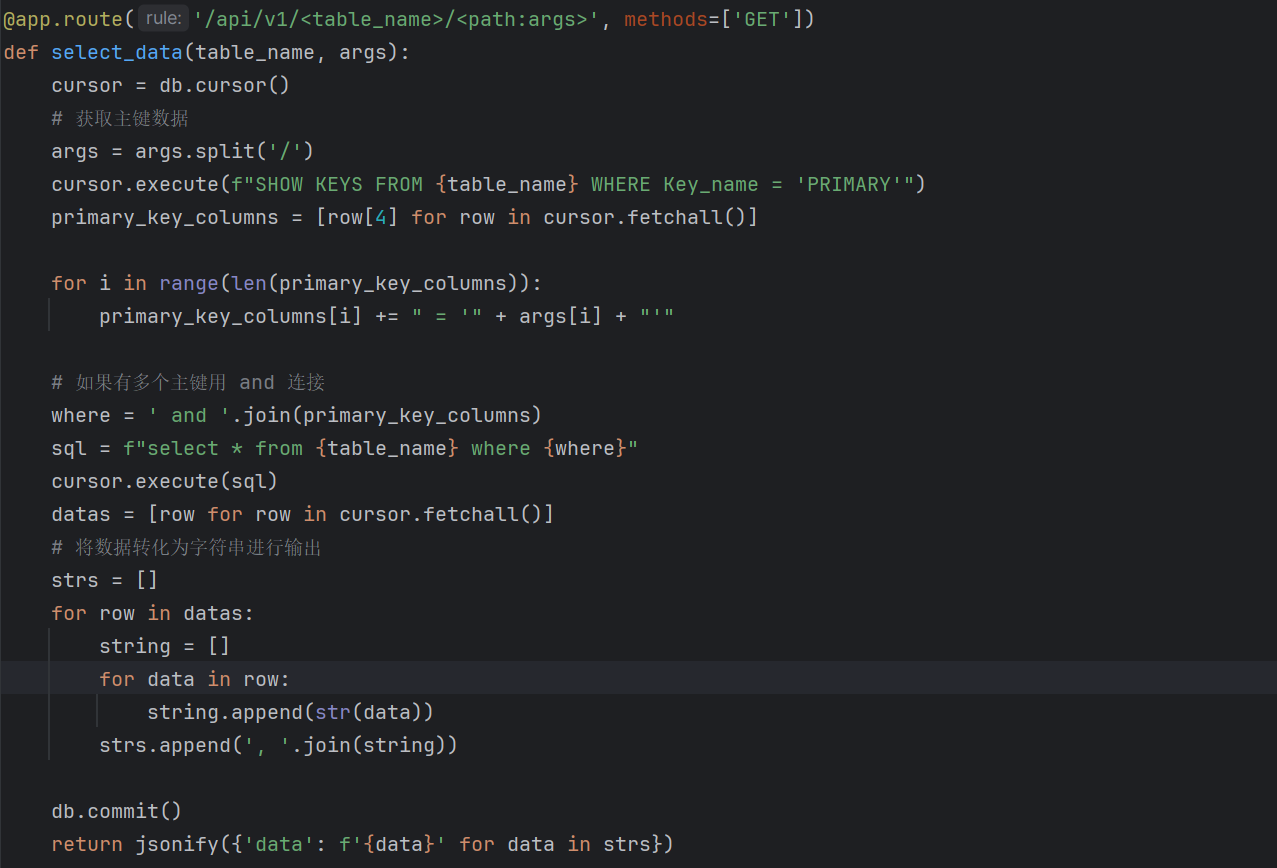 @app.route( rule: '/api/v1/<table_name>/<path:args>', methods=['GET'])
def select_data(table_name, args):
    cursor = db.cursor()
    # 获取主键数据
    args = args.split('/')
    cursor.execute(f"SHOW KEYS FROM {table_name} WHERE Key_name = 'PRIMARY'")
    primary_key_columns = [row[4] for row in cursor.fetchall()]
    for i in range(len(primary_key_columns)):
        primary_key_columns[i] += " = '" + args[i] + "'"
    # 如果有多个主键用 and 连接
    where = ' and '.join(primary_key_columns)
    sql = f"select * from {table_name} where {where}"
    cursor.execute(sql)
    datas = [row for row in cursor.fetchall()]
    # 将数据转化为字符串进行输出
    strs = []
    for row in datas:
        string = []
        for data in row:
            string.append(str(data))
        strs.append(', '.join(string))
    db.commit()
    return jsonify({'data': f'{data}' for data in strs})